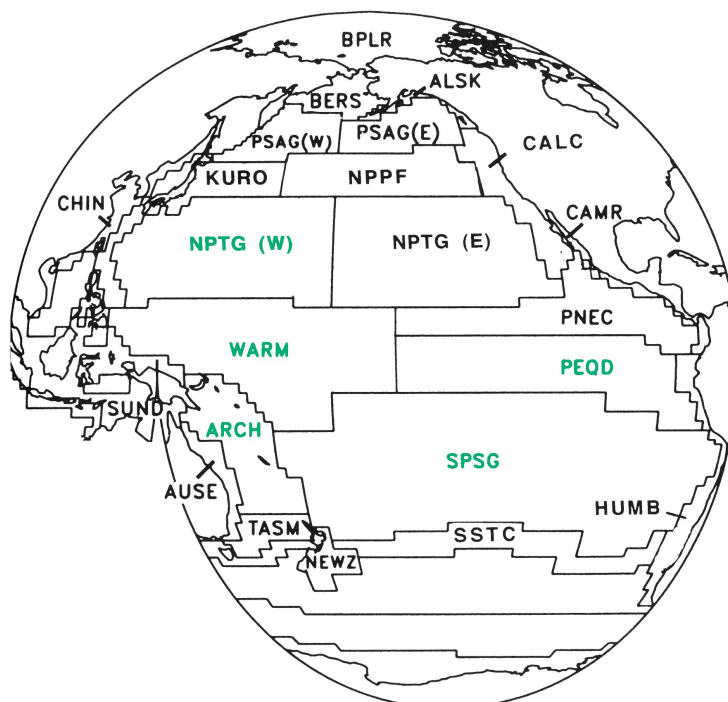 BPLR
ALSK
BERS
PSAG(W)
PSAG(E)
CALC
KURO
NPPF
CHIN
CAMR
NPTG (W)
NPTG (E)
PNEC
WARM
PEQD
SUND
ARCH
SPSG
AUSE
HUMB
TASM
SSTC
NEWZ